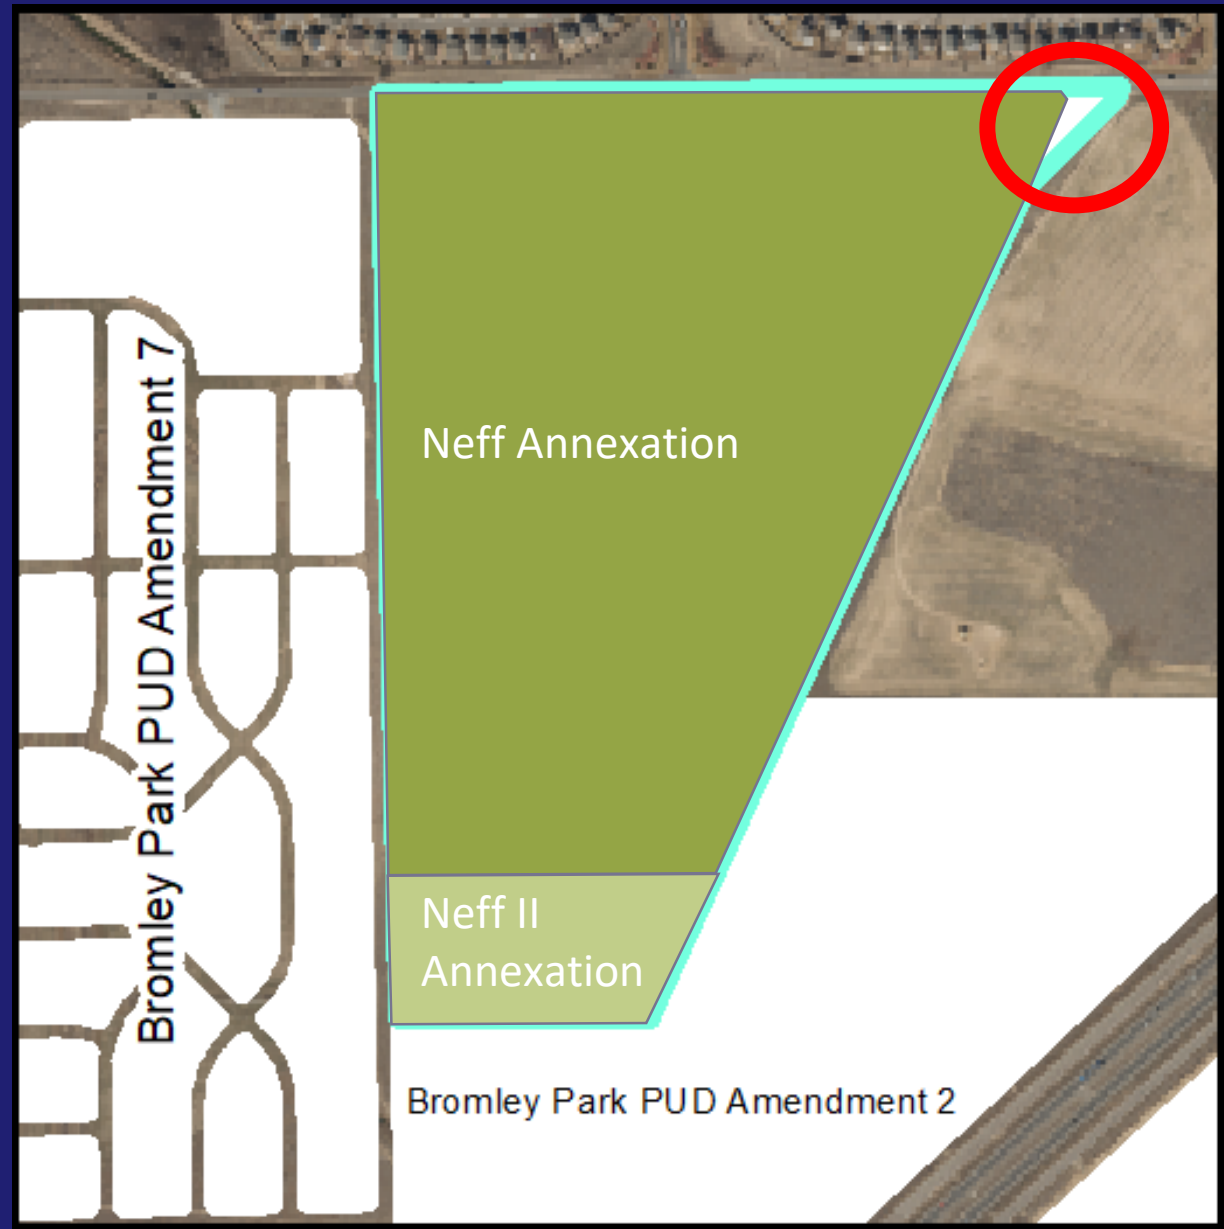 Neff Annexation
Bromley Park PUD Amendment 7
Neff II
Annexation
Bromley Park PUD Amendment 2